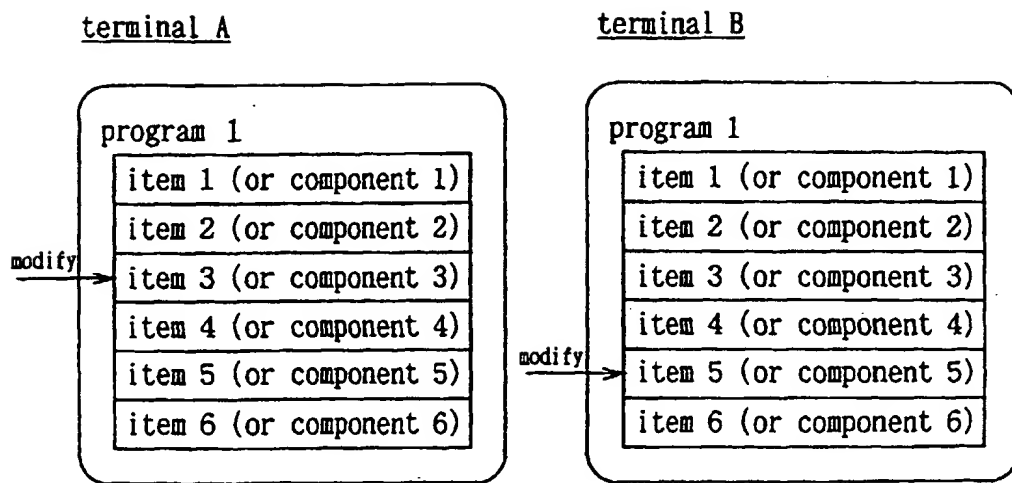 terminal A
program 1
item 1 (or component 1)
item 2 (or component 2)
modify
item 3 (or component 3)
item 4 (or component 4)
item 5 (or component 5)
item 6 (or component 6)
terminal B
program 1
item 1 (or component 1)
item 2 (or component 2)
item 3 (or component 3)
item 4 (or component 4)
modify
item 5 (or component 5)
item 6 (or component 6)